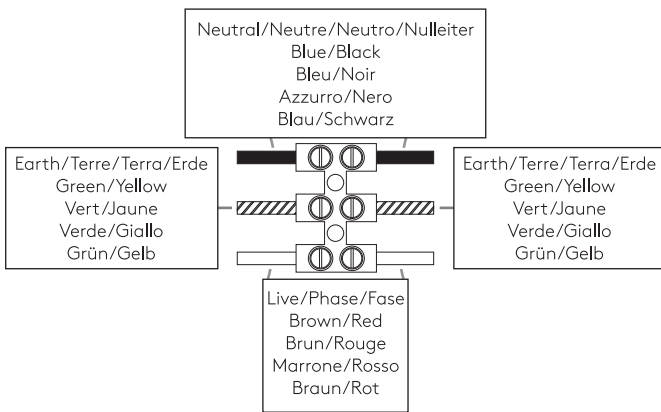 Neutral/Neutre/Neutro/Nulleiter
Blue/Black
Bleu/Noir
Azzurro/Nero
Blau/Schwarz
Earth/Terre/Terra/Erde
Green/Yellow
Vert/Jaune
Verde/Giallo
Grün/Gelb
Earth/Terre/Terra/Erde
Green/Yellow
Vert/Jaune
Verde/Giallo
Grün/Gelb
Live/Phase/Fase
Brown/Red
Brun/Rouge
Marrone/Rosso
Braun/Rot